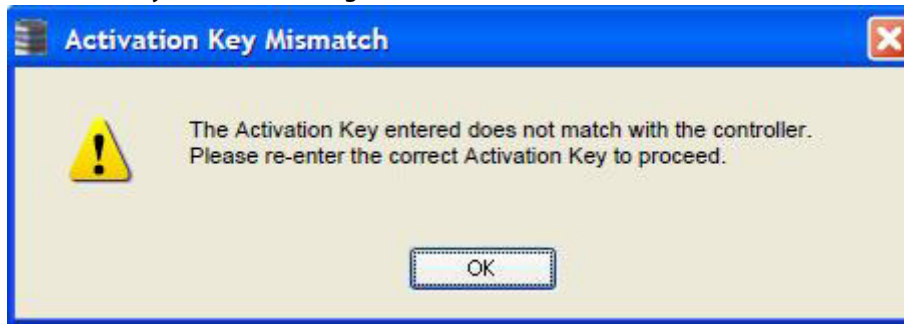 Activation Key Mismatch
The Activation Key entered does not match with the controller.
Please re-enter the correct Activation Key to proceed.
OK